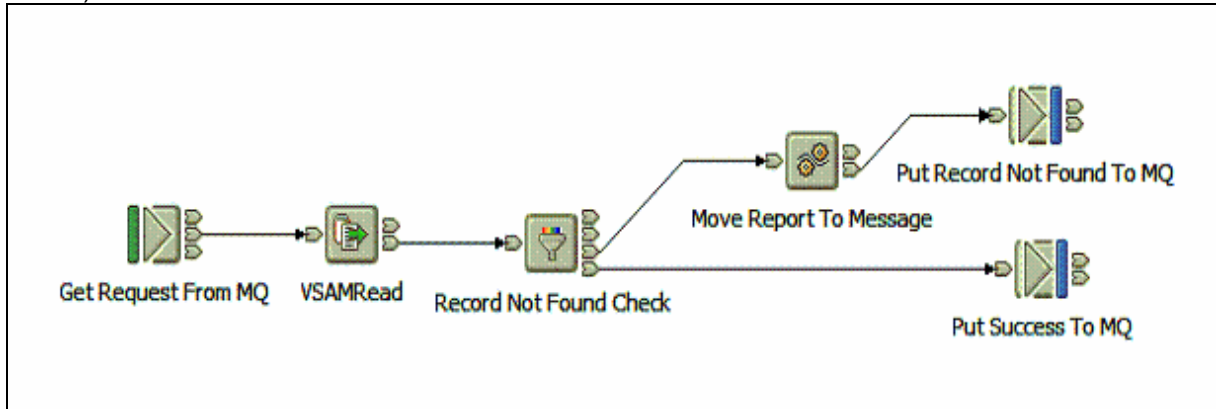 Put Record Not Found To MQ
Move Report To Message
Get Request From MQ
VSAMRead
Record Not Found Check
Put Success To MQ